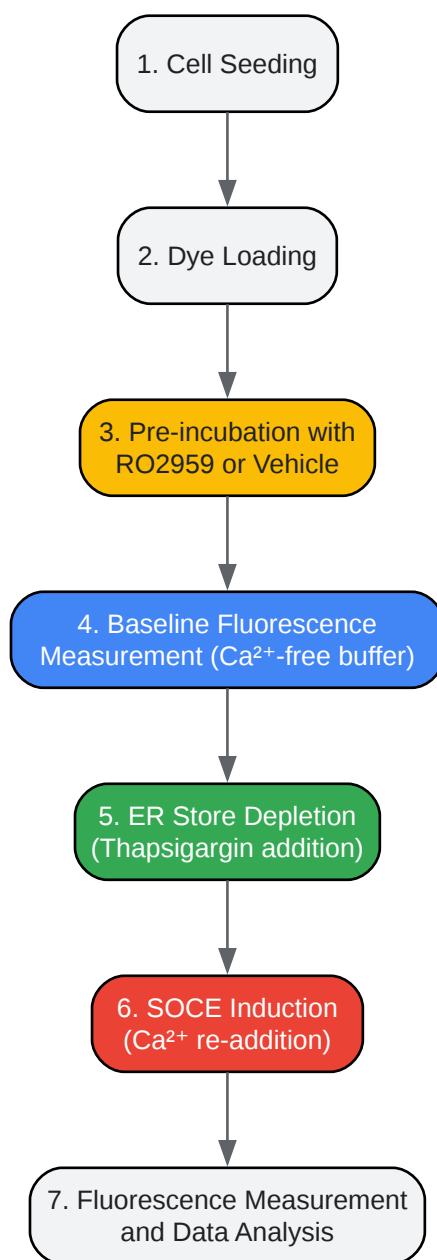 1. Cell Seeding
2. Dye Loading
3. Pre-incubation with
RO2959 or Vehicle
4. Baseline Fluorescence
Measurement (Ca²⁺-free buffer)
5. ER Store Depletion
(Thapsigargin addition)
6. SOCE Induction
(Ca²⁺ re-addition)
7. Fluorescence Measurement
and Data Analysis